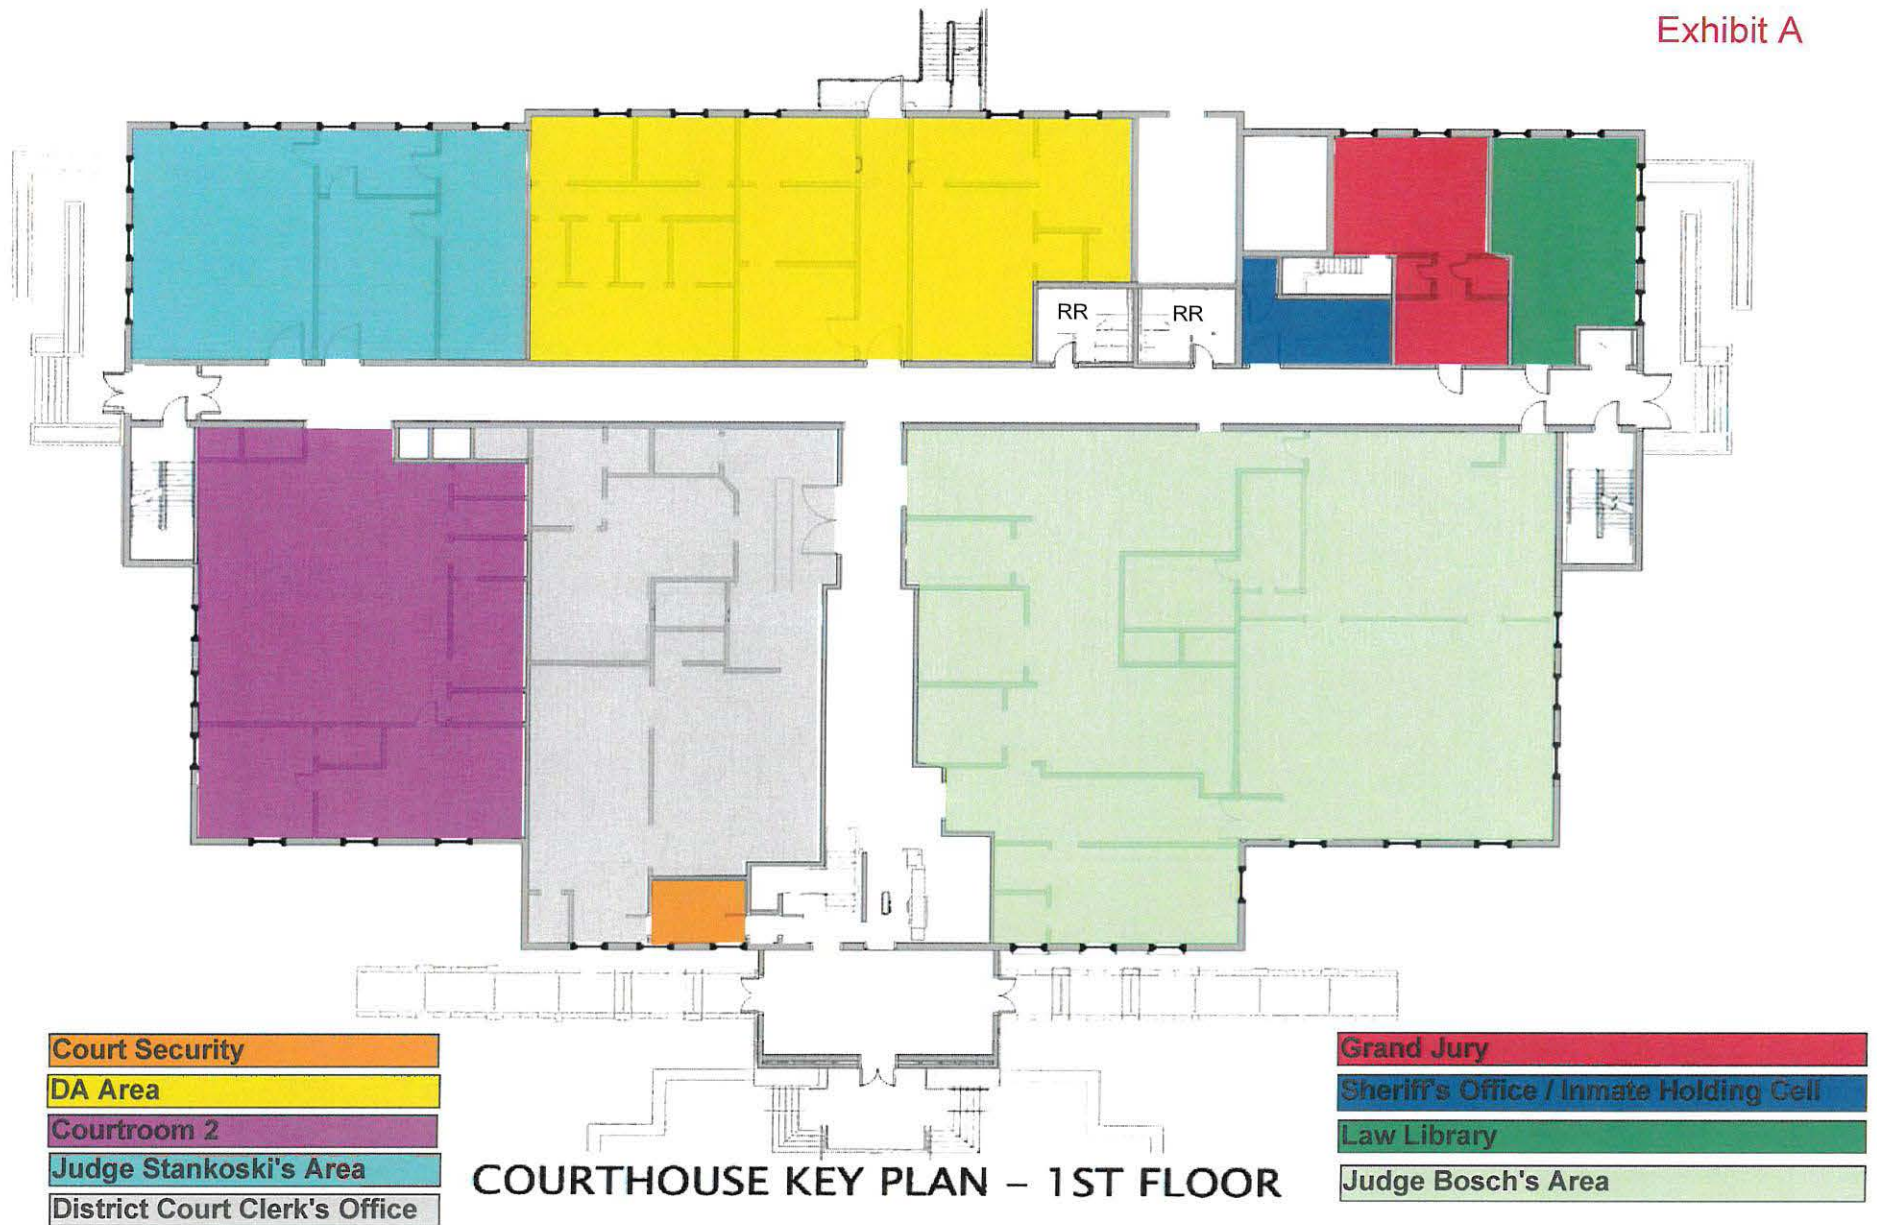 Exhibit A
RR
RR
Court Security
DA Area
Courtroom 2
Judge Stankoski's Area
District Court Clerk's Office
COURTHOUSE KEY PLAN – 1ST FLOOR
Grand Jury
Sheriff's Office / Inmate Holding Cell
Law Library
Judge Bosch's Area